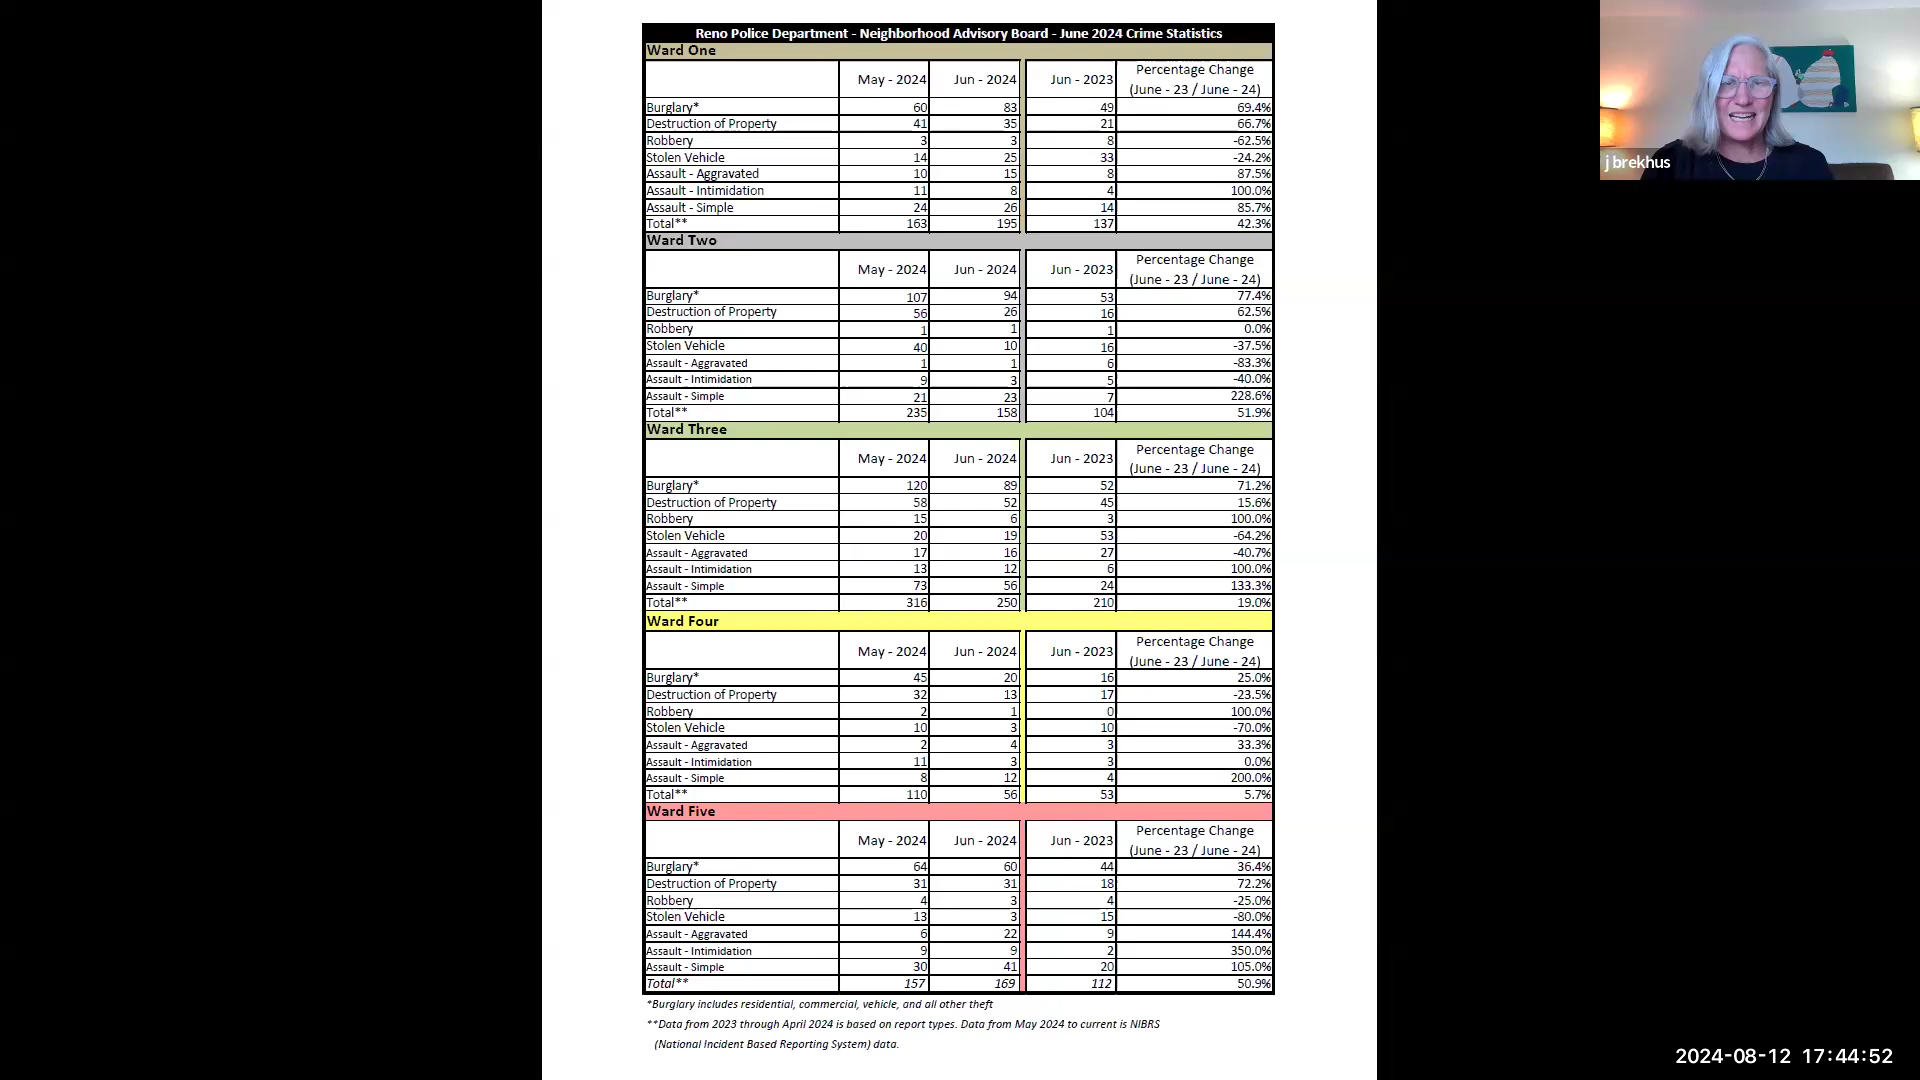 Reno Police Department - Neighborhood Advisory Board - June 2024 Crime Statistics
Ward One
May - 2024 Jun - 2024 Jun - 2023 Percentage Change
(June - 23 / June - 24)
Burglary* 60 83 49 69.4%
Destruction of Property 41 35 21 66.7%
Robbery 3 3 8 -62.5%
Stolen Vehicle 14 25 33 -24.2%
Assault - Aggravated 10 15 8 87.5%
Assault - Intimidation 11 8 4 100.0%
Assault - Simple 24 26 14 85.7%
Total** 163 195 137 42.3%
Ward Two
May - 2024 Jun - 2024 Jun - 2023 Percentage Change
(June - 23 / June - 24)
Burglary* 107 94 53 77.4%
Destruction of Property 56 26 16 62.5%
Robbery 1 1 1 0.0%
Stolen Vehicle 40 10 16 -37.5%
Assault - Aggravated 1 1 6 -83.3%
Assault - Intimidation 9 3 5 -40.0%
Assault - Simple 21 23 7 228.6%
Total** 235 158 104 51.9%
Ward Three
May - 2024 Jun - 2024 Jun - 2023 Percentage Change
(June - 23 / June - 24)
Burglary* 120 89 52 71.2%
Destruction of Property 58 52 45 15.6%
Robbery 15 6 3 100.0%
Stolen Vehicle 20 19 53 -64.2%
Assault - Aggravated 17 16 27 -40.7%
Assault - Intimidation 13 12 6 100.0%
Assault - Simple 73 56 24 133.3%
Total** 316 250 210 19.0%
Ward Four
May - 2024 Jun - 2024 Jun - 2023 Percentage Change
(June - 23 / June - 24)
Burglary* 45 20 16 25.0%
Destruction of Property 32 13 17 -23.5%
Robbery 2 1 0 100.0%
Stolen Vehicle 10 3 10 -70.0%
Assault - Aggravated 2 4 3 33.3%
Assault - Intimidation 11 3 3 0.0%
Assault - Simple 8 12 4 200.0%
Total** 110 56 53 5.7%
Ward Five
May - 2024 Jun - 2024 Jun - 2023 Percentage Change
(June - 23 / June - 24)
Burglary* 64 60 44 36.4%
Destruction of Property 31 31 18 72.2%
Robbery 4 3 4 -25.0%
Stolen Vehicle 13 3 15 -80.0%
Assault - Aggravated 6 22 9 144.4%
Assault - Intimidation 9 9 2 350.0%
Assault - Simple 30 41 20 105.0%
Total** 157 169 112 50.9%
*Burglary includes residential, commercial, vehicle, and all other theft
**Data from 2023 through April 2024 is based on report types. Data from May 2024 to current is NIBRS
(National Incident Based Reporting System) data.
j brekhus
2024-08-12 17:44:52